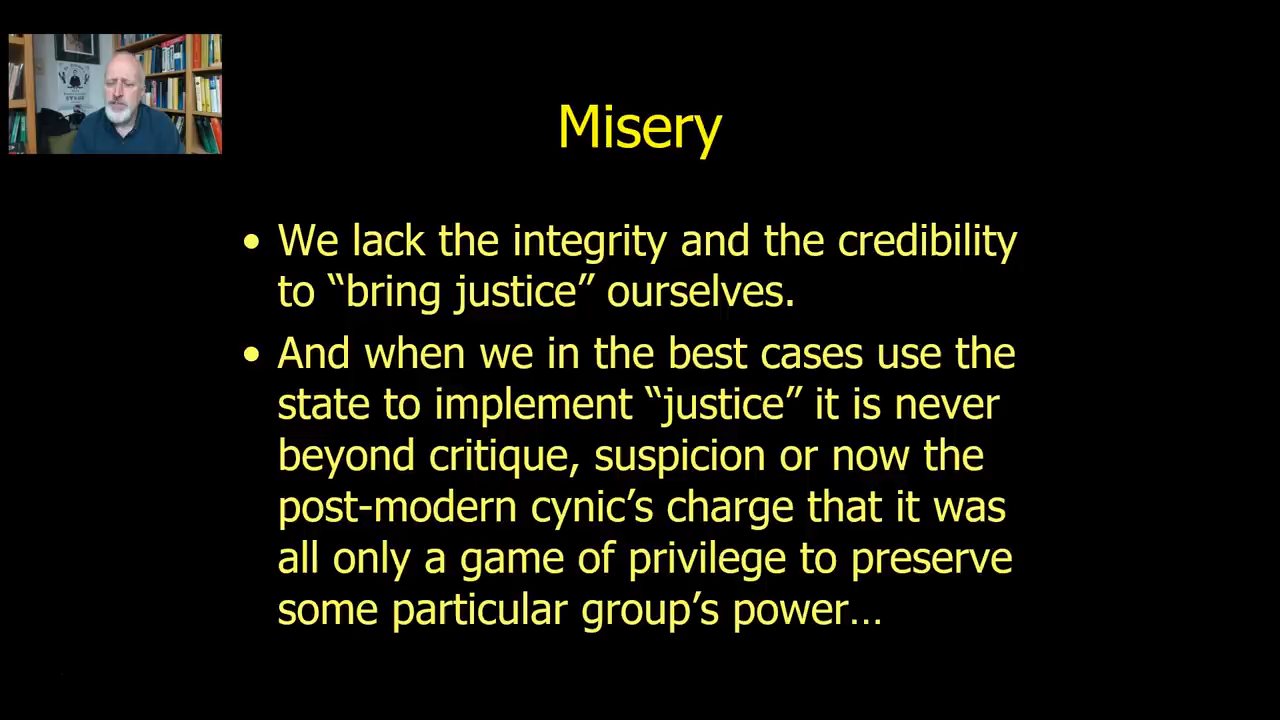 Misery
• We lack the integrity and the credibility
to “bring justice” ourselves.
• And when we in the best cases use the
state to implement “justice” it is never
beyond critique, suspicion or now the
post-modern cynic’s charge that it was
all only a game of privilege to preserve
some particular group’s power…